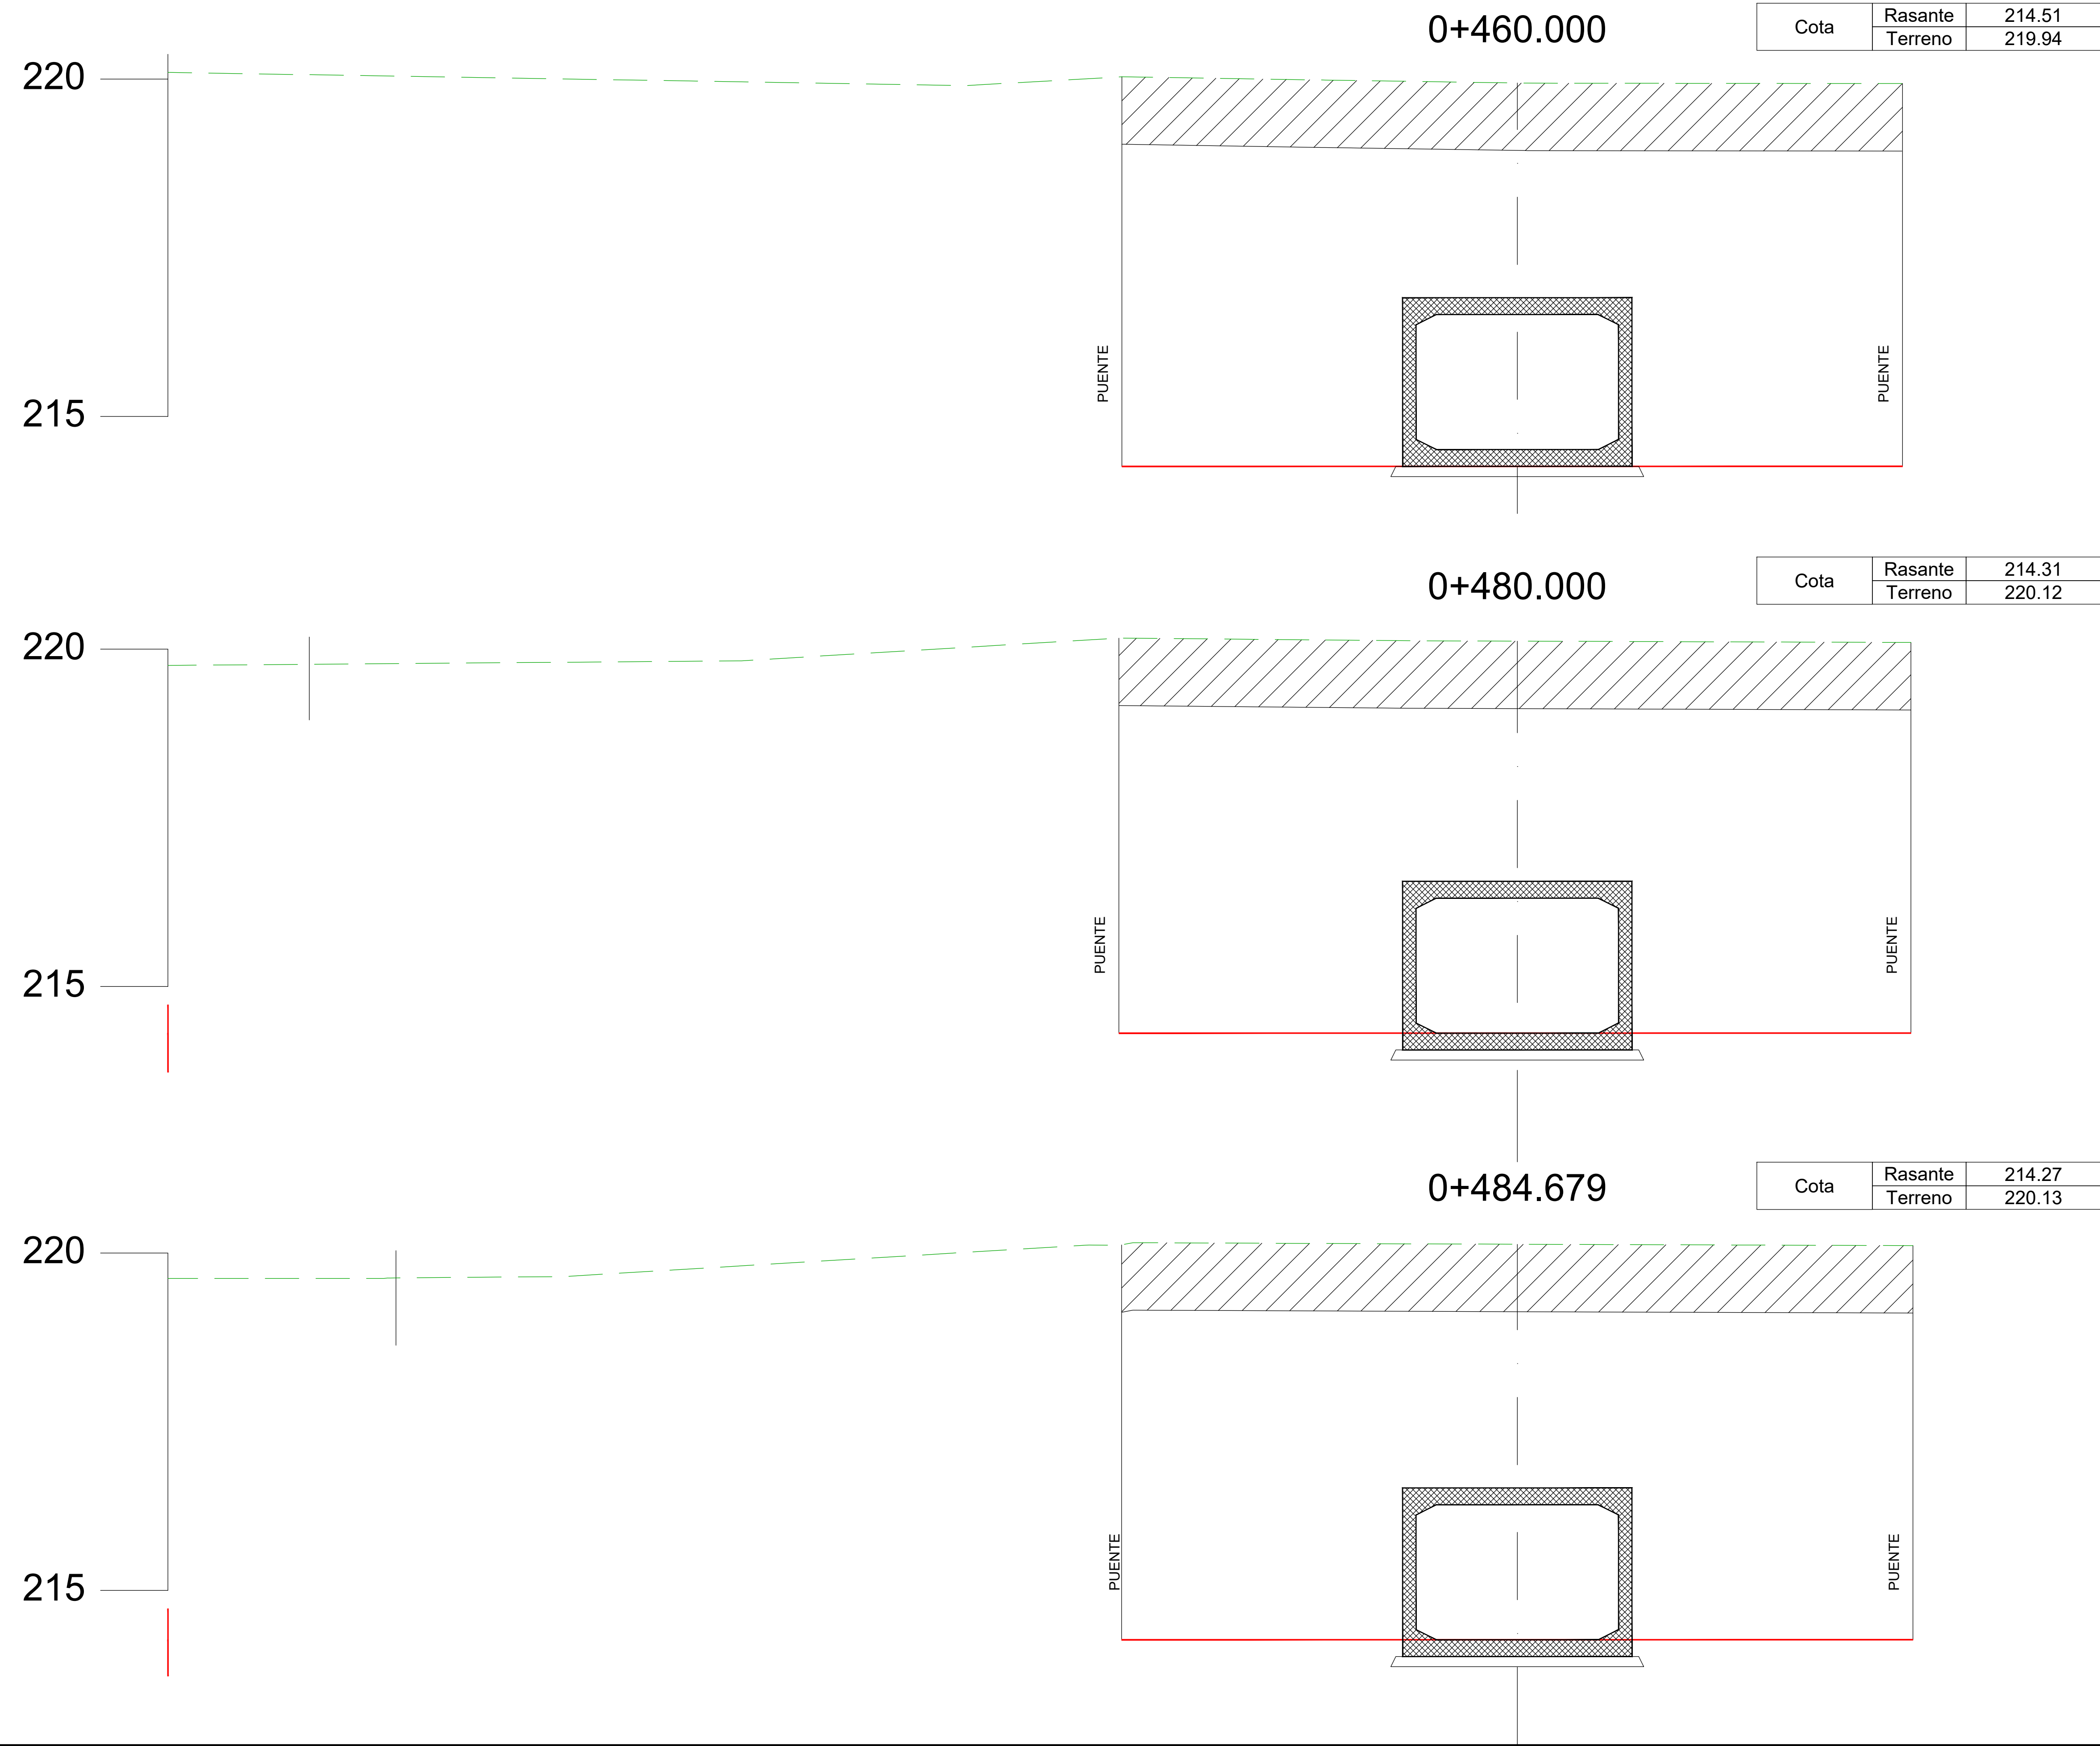 0+460.000
Cota
Rasante 214.51
Terreno 219.94
220
215
PUENTE
PUENTE
0+480.000
Cota
Rasante 214.31
Terreno 220.12
220
215
PUENTE
PUENTE
0+484.679
Cota
Rasante 214.27
Terreno 220.13
220
215
PUENTE
PUENTE